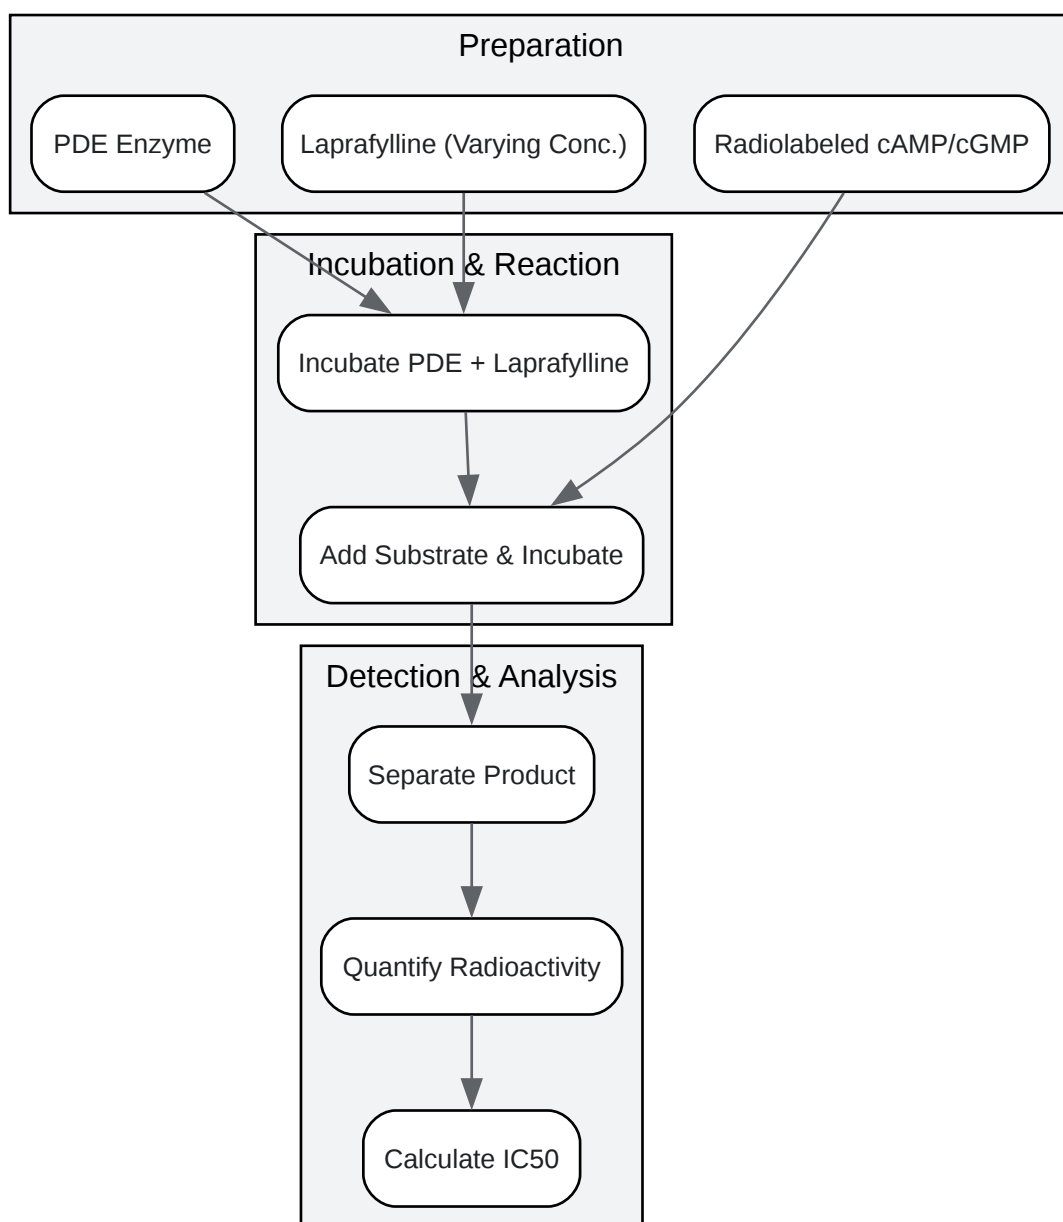 Preparation
PDE Enzyme
Laprafylline (Varying Conc.)
Radiolabeled cAMP/cGMP
Incubation & Reaction
Incubate PDE + Laprafylline
Add Substrate & Incubate
Detection & Analysis
Separate Product
Quantify Radioactivity
Calculate IC50